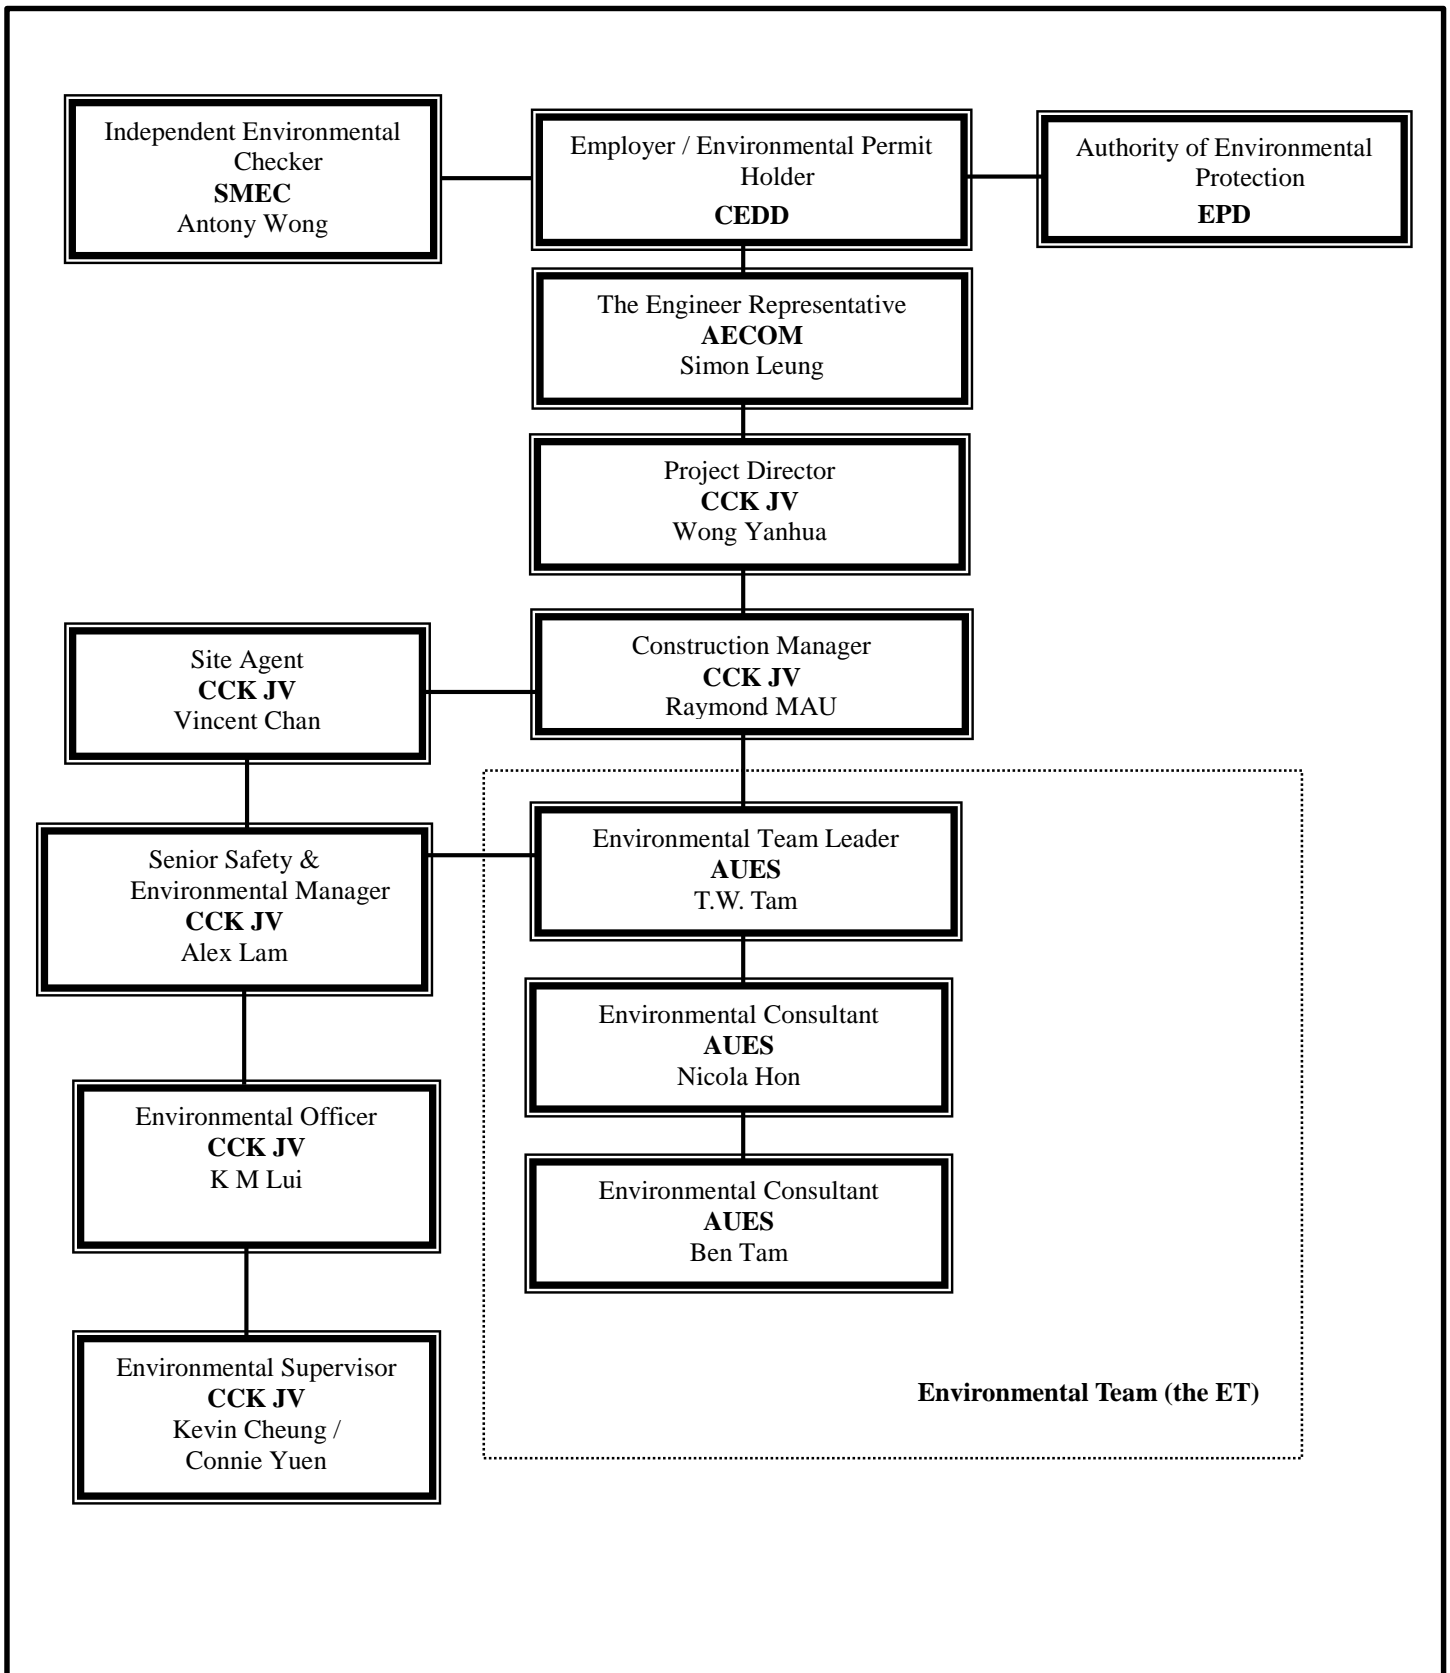 Independent Environmental
Checker
SMEC
Antony Wong
Employer / Environmental Permit
Holder
CEDD
Authority of Environmental
Protection
EPD
The Engineer Representative
AECOM
Simon Leung
Project Director
CCK JV
Wong Yanhua
Construction Manager
CCK JV
Raymond MAU
Site Agent
CCK JV
Vincent Chan
Senior Safety &
Environmental Manager
CCK JV
Alex Lam
Environmental Team Leader
AUES
T.W. Tam
Environmental Consultant
AUES
Nicola Hon
Environmental Officer
CCK JV
K M Lui
Environmental Consultant
AUES
Ben Tam
Environmental Supervisor
CCK JV
Kevin Cheung /
Connie Yuen
Environmental Team (the ET)